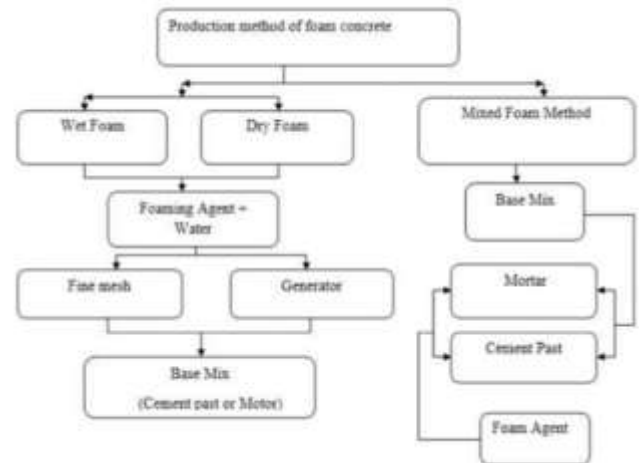 Production method of foam concrete
Wet Foam
Dry Foam
Mixed Foam Method
Foaming Agent +
Water
Base Mix
Fine mesh
Generator
Mortar
Cement Past
Base Mix
(Cement past or Motor)
Foam Agent